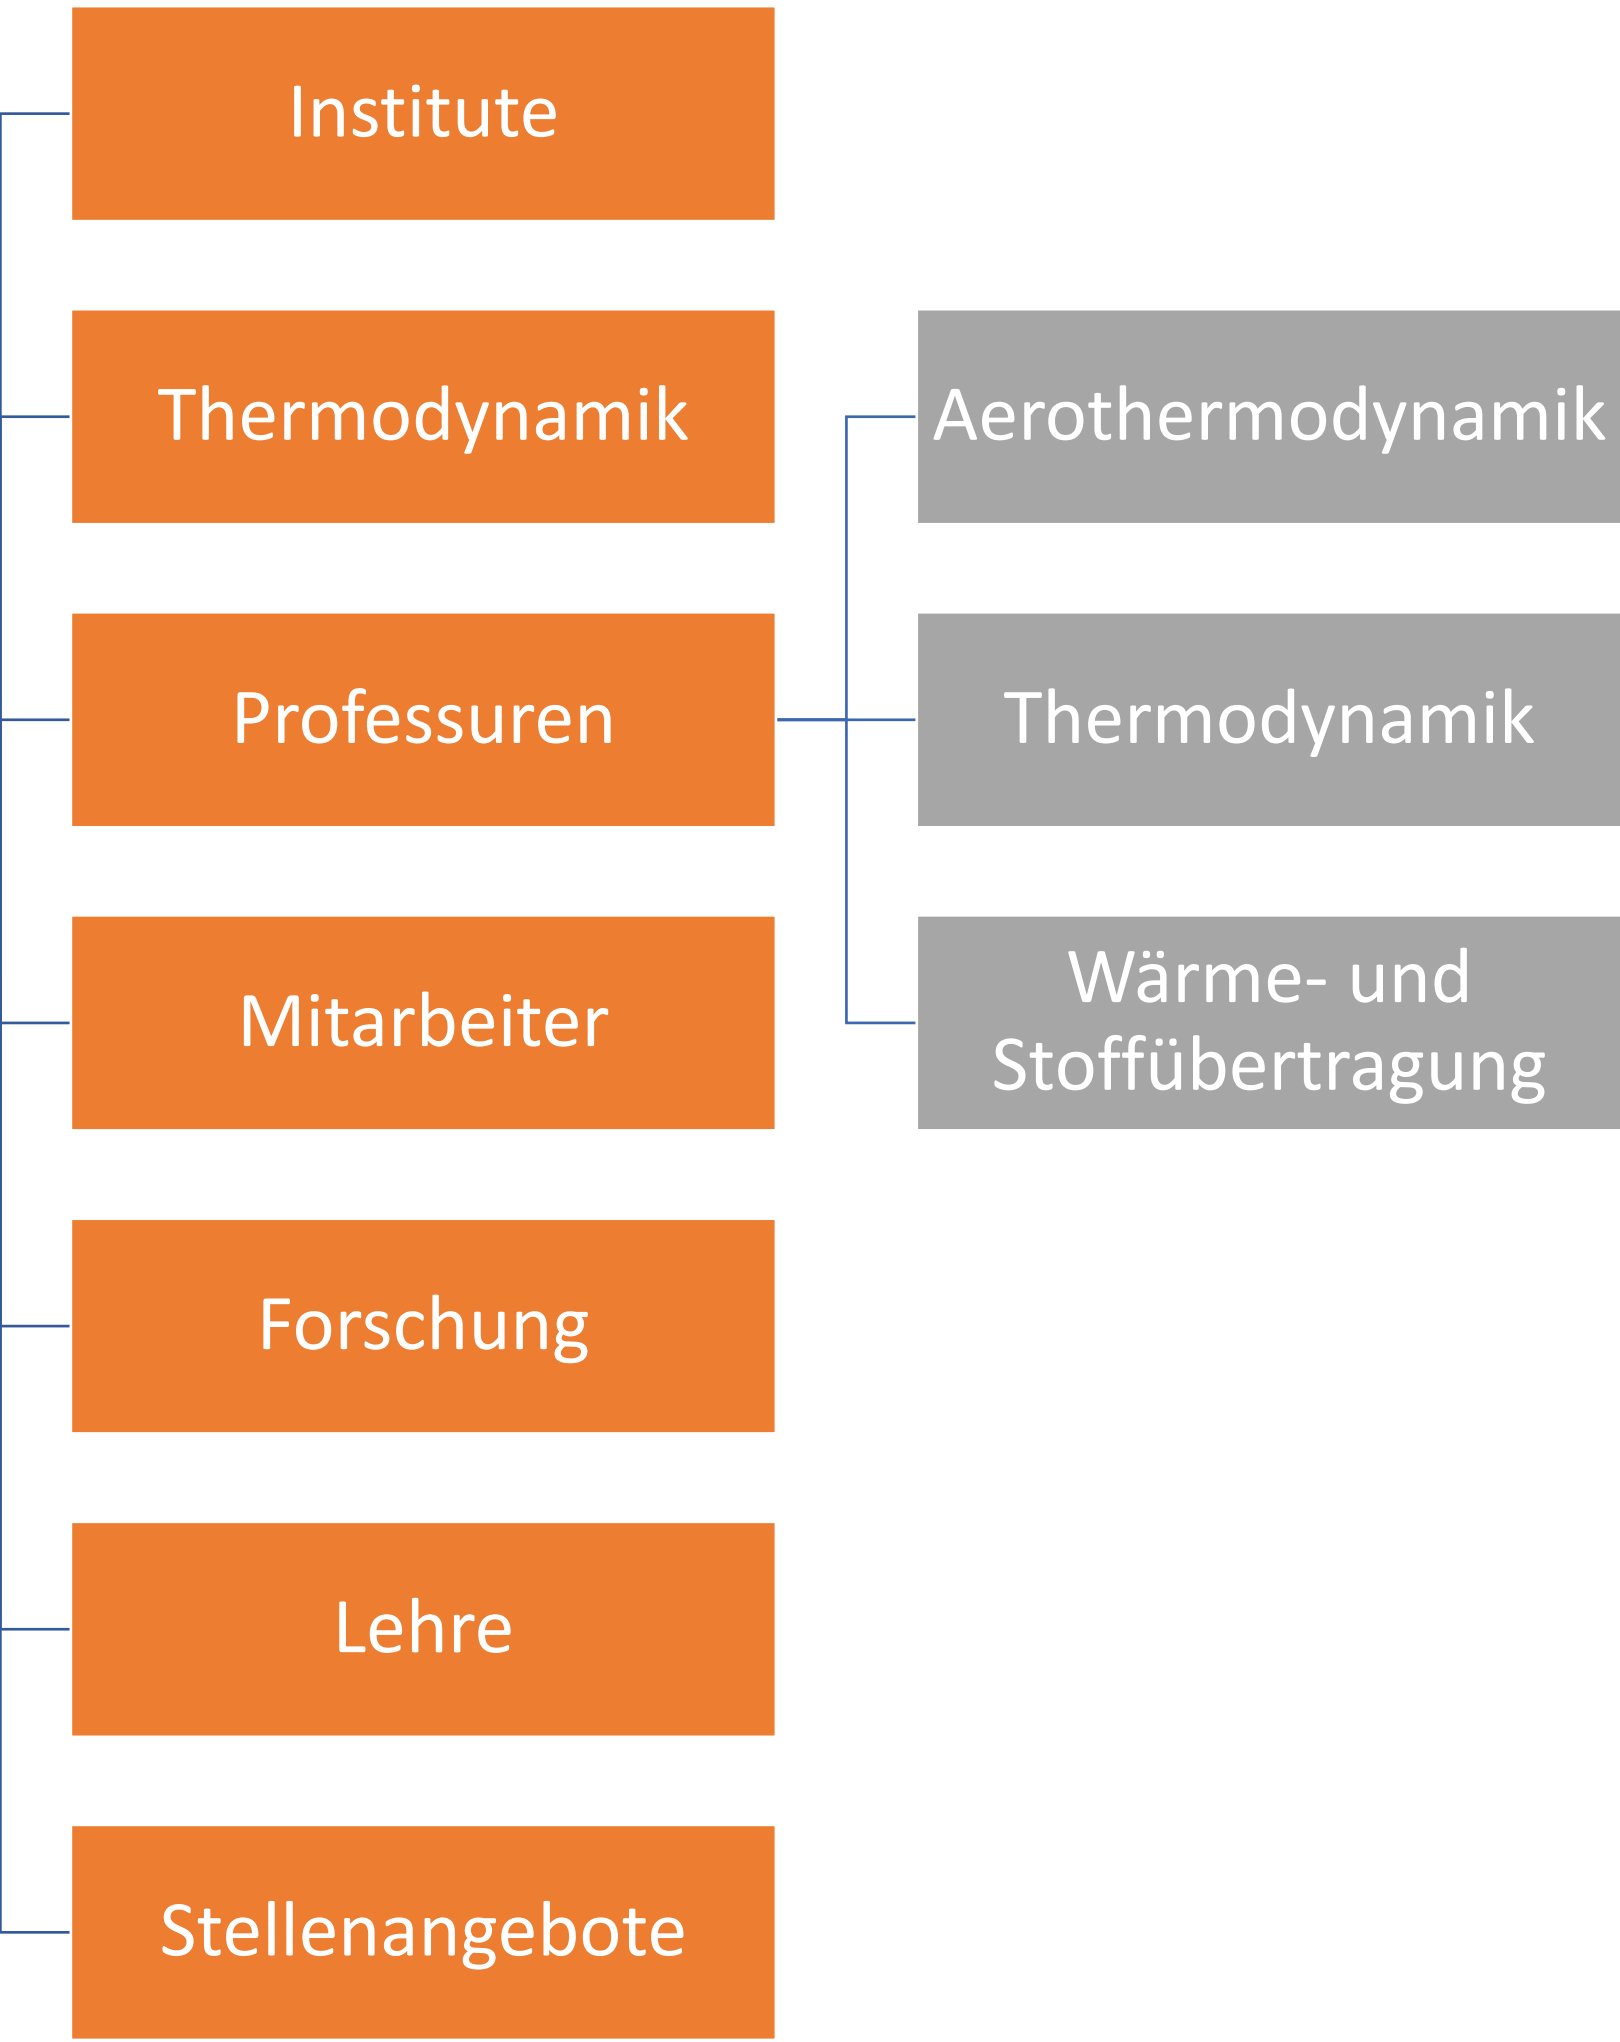 Institute
Thermodynamik
Aerothermodynamik
Professuren
Thermodynamik
Mitarbeiter
Wärme- und
Stoffübertragung
Forschung
Lehre
Stellenangebote